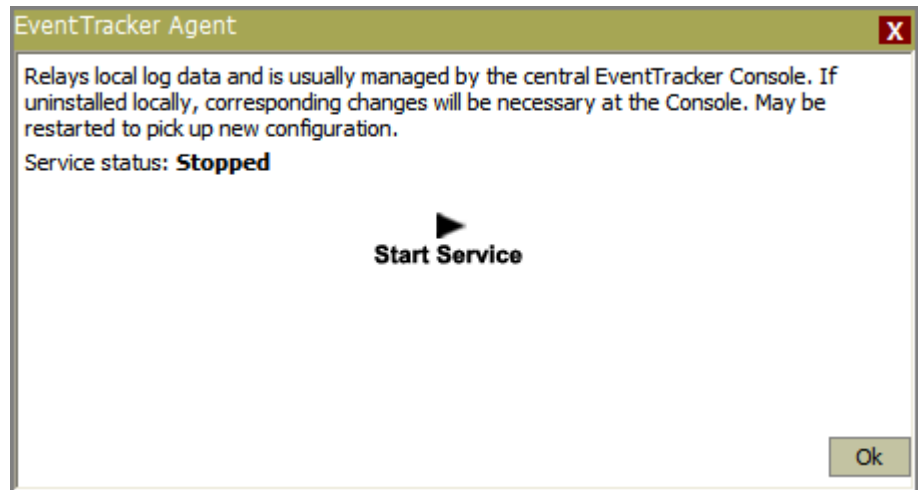 EventTracker Agent
X
Relays local log data and is usually managed by the central EventTracker Console. If
uninstalled locally, corresponding changes will be necessary at the Console. May be
restarted to pick up new configuration.
Service status: Stopped
Start Service
Ok